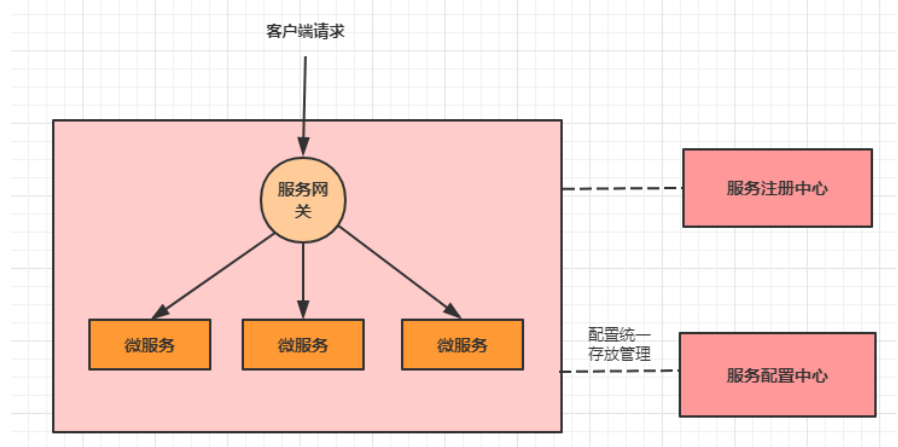 客户端请求
服务网
关
服务注册中心
微服务
微服务
微服务
配置统一
存放管理
服务配置中心